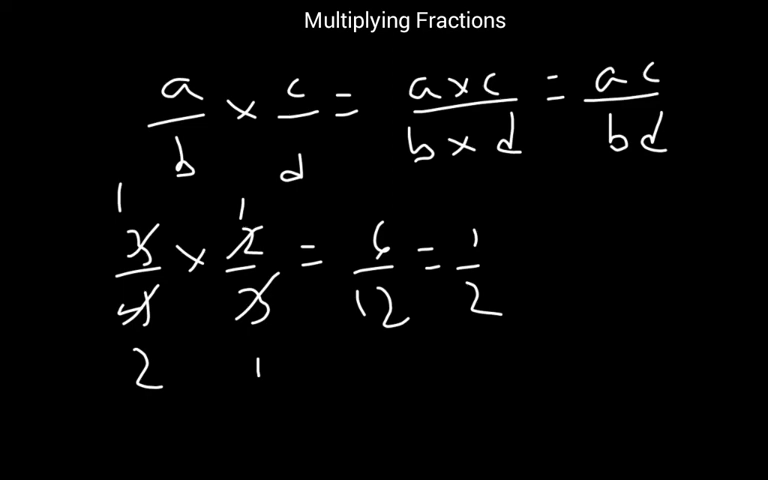 Multiplying Fractions
a/b × c/d = a×c/b×d = ac/bd
1 1
3/4 × 2/3 = 6/12 = 1/2
2 1